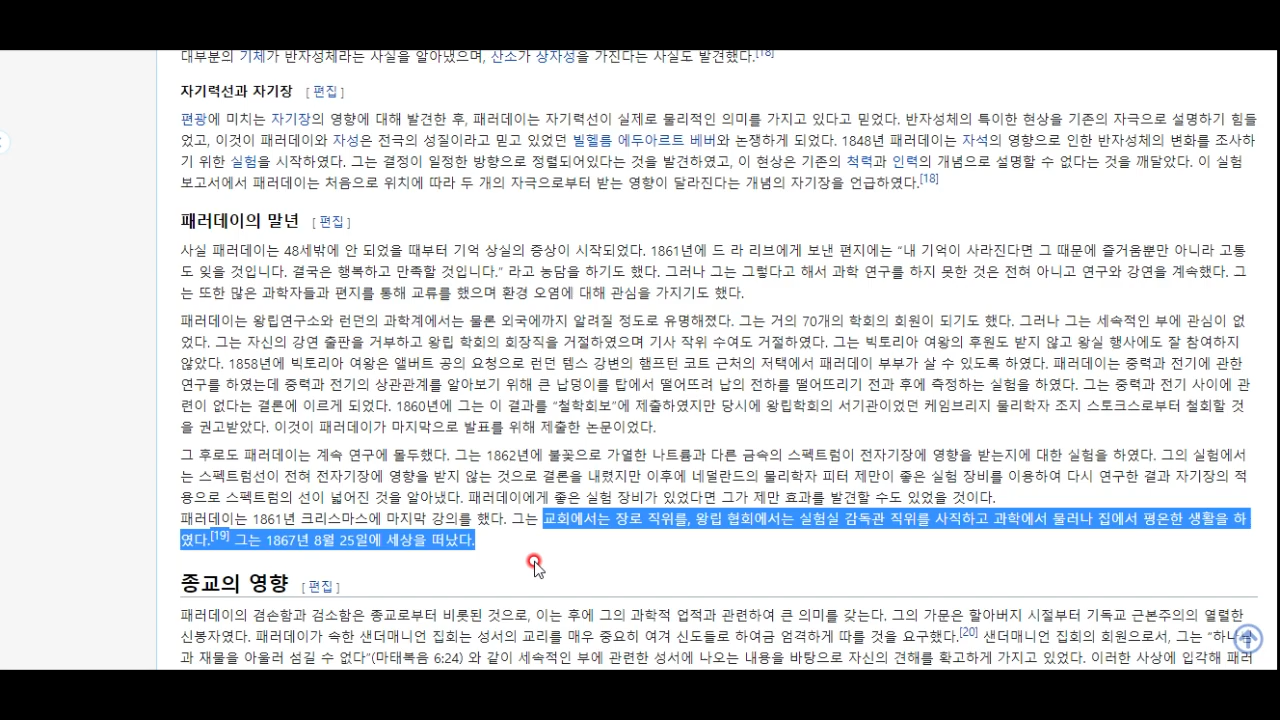 대부분의 기체가 반자성체라는 사실을 알아냈으며, 산소가 상자성을 가진다는 사실도 발견했다.[18]
자기력선과 자기장 [편집]
편광에 미치는 자기장의 영향에 대해 발견한 후, 패러데이는 자기력선이 실제로 물리적인 의미를 가지고 있다고 믿었다. 반자성체의 특이한 현상을 기존의 자극으로 설명하기 힘들
었고, 이것이 패러데이와 자성은 전극의 성질이라고 믿고 있었던 빌헬름 에두아르트 베버와 논쟁하게 되었다. 1848년 패러데이는 자석의 영향으로 인한 반자성체의 변화를 조사하
기 위한 실험을 시작하였다. 그는 결정이 일정한 방향으로 정렬되어있다는 것을 발견하였고, 이 현상은 기존의 척력과 인력의 개념으로 설명할 수 없다는 것을 깨달았다. 이 실험
보고서에서 패러데이는 처음으로 위치에 따라 두 개의 자극으로부터 받는 영향이 달라진다는 개념의 자기장을 언급하였다.[18]
패러데이의 말년 [편집]
사실 패러데이는 48세밖에 안 되었을 때부터 기억 상실의 증상이 시작되었다. 1861년에 드 라 리브에게 보낸 편지에는 “내 기억이 사라진다면 그 때문에 즐거움뿐만 아니라 고통
도 잊을 것입니다. 결국은 행복하고 만족할 것입니다.” 라고 농담을 하기도 했다. 그러나 그는 그렇다고 해서 과학 연구를 하지 못한 것은 전혀 아니고 연구와 강연을 계속했다. 그
는 또한 많은 과학자들과 편지를 통해 교류를 했으며 환경 오염에 대해 관심을 가지기도 했다.
패러데이는 왕립연구소와 런던의 과학계에서는 물론 외국에까지 알려질 정도로 유명해졌다. 그는 거의 70개의 학회의 회원이 되기도 했다. 그러나 그는 세속적인 부에 관심이 없
었다. 그는 자신의 강연 출판을 거부하고 왕립 학회의 회장직을 거절하였으며 기사 작위 수여도 거절하였다. 그는 빅토리아 여왕의 후원도 받지 않고 왕실 행사에도 잘 참여하지
않았다. 1858년에 빅토리아 여왕은 앨버트 공의 요청으로 런던 템스 강변의 햄프턴 코트 근처의 저택에서 패러데이 부부가 살 수 있도록 하였다. 패러데이는 중력과 전기에 관한
연구를 하였는데 중력과 전기의 상관관계를 알아보기 위해 큰 납덩이를 탑에서 떨어뜨려 납의 전하를 떨어뜨리기 전과 후에 측정하는 실험을 하였다. 그는 중력과 전기 사이에 관
련이 없다는 결론에 이르게 되었다. 1860년에 그는 이 결과를 “철학회보”에 제출하였지만 당시에 왕립학회의 서기관이었던 케임브리지 물리학자 조지 스토크스로부터 철회할 것
을 권고받았다. 이것이 패러데이가 마지막으로 발표를 위해 제출한 논문이었다.
그 후로도 패러데이는 계속 연구에 몰두했다. 그는 1862년에 불꽃으로 가열한 나트륨과 다른 금속의 스펙트럼이 전자기장에 영향을 받는지에 대한 실험을 하였다. 그의 실험에서
는 스펙트럼선이 전혀 전자기장에 영향을 받지 않는 것으로 결론을 내렸지만 이후에 네덜란드의 물리학자 피터 제만이 좋은 실험 장비를 이용하여 다시 연구한 결과 자기장의 적
용으로 스펙트럼의 선이 넓어진 것을 알아냈다. 패러데이에게 좋은 실험 장비가 있었다면 그가 제만 효과를 발견할 수도 있었을 것이다.
패러데이는 1861년 크리스마스에 마지막 강의를 했다. 그는 교회에서는 장로 직위를, 왕립 협회에서는 실험실 감독관 직위를 사직하고 과학에서 물러나 집에서 평온한 생활을 하
였다.[19] 그는 1867년 8월 25일에 세상을 떠났다.
종교의 영향 [편집]
패러데이의 겸손함과 검소함은 종교로부터 비롯된 것으로, 이는 후에 그의 과학적 업적과 관련하여 큰 의미를 갖는다. 그의 가문은 할아버지 시절부터 기독교 근본주의의 열렬한
신봉자였다. 패러데이가 속한 샌더매니언 집회는 성서의 교리를 매우 중요히 여겨 신도들로 하여금 엄격하게 따를 것을 요구했다.[20] 샌더매니언 집회의 회원으로서, 그는 “하나님
과 재물을 아울러 섬길 수 없다”(마태복음 6:24) 와 같이 세속적인 부에 관련한 성서에 나오는 내용을 바탕으로 자신의 견해를 확고하게 가지고 있었다. 이러한 사상에 입각해 패러